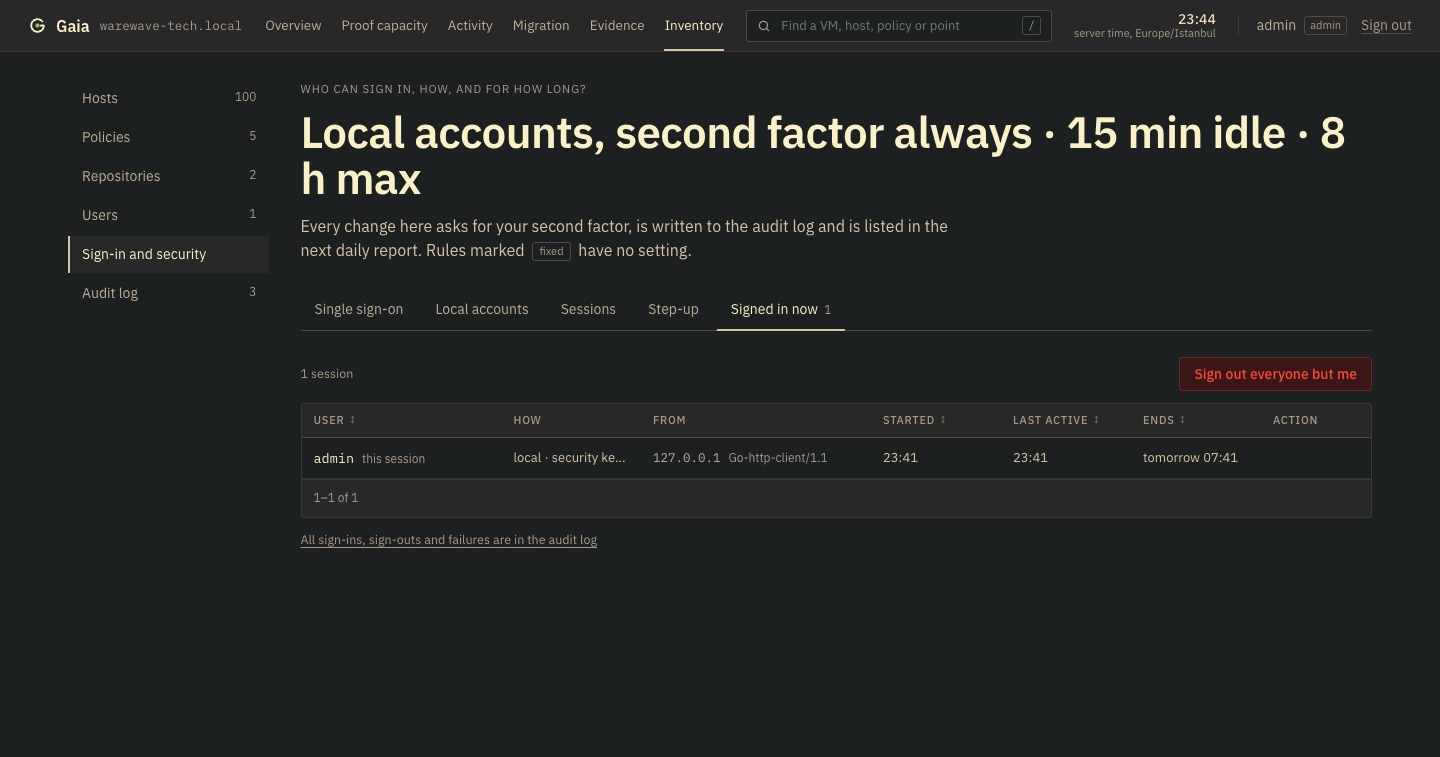 Gaia warewave-tech.local Overview Proof capacity Activity Migration Evidence Inventory Find a VM, host, policy or point / 23:44 admin admin Sign out
server time, Europe/Istanbul
Hosts 100
Policies 5
Repositories 2
Users 1
Sign-in and security
Audit log 3
WHO CAN SIGN IN, HOW, AND FOR HOW LONG?
Local accounts, second factor always · 15 min idle · 8
h max
Every change here asks for your second factor, is written to the audit log and is listed in the
next daily report. Rules marked fixed have no setting.
Single sign-on Local accounts Sessions Step-up Signed in now 1
1 session Sign out everyone but me
USER HOW FROM STARTED LAST ACTIVE ENDS ACTION
admin this session local · security ke... 127.0.0.1 Go-http-client/1.1 23:41 23:41 tomorrow 07:41
1–1 of 1
All sign-ins, sign-outs and failures are in the audit log